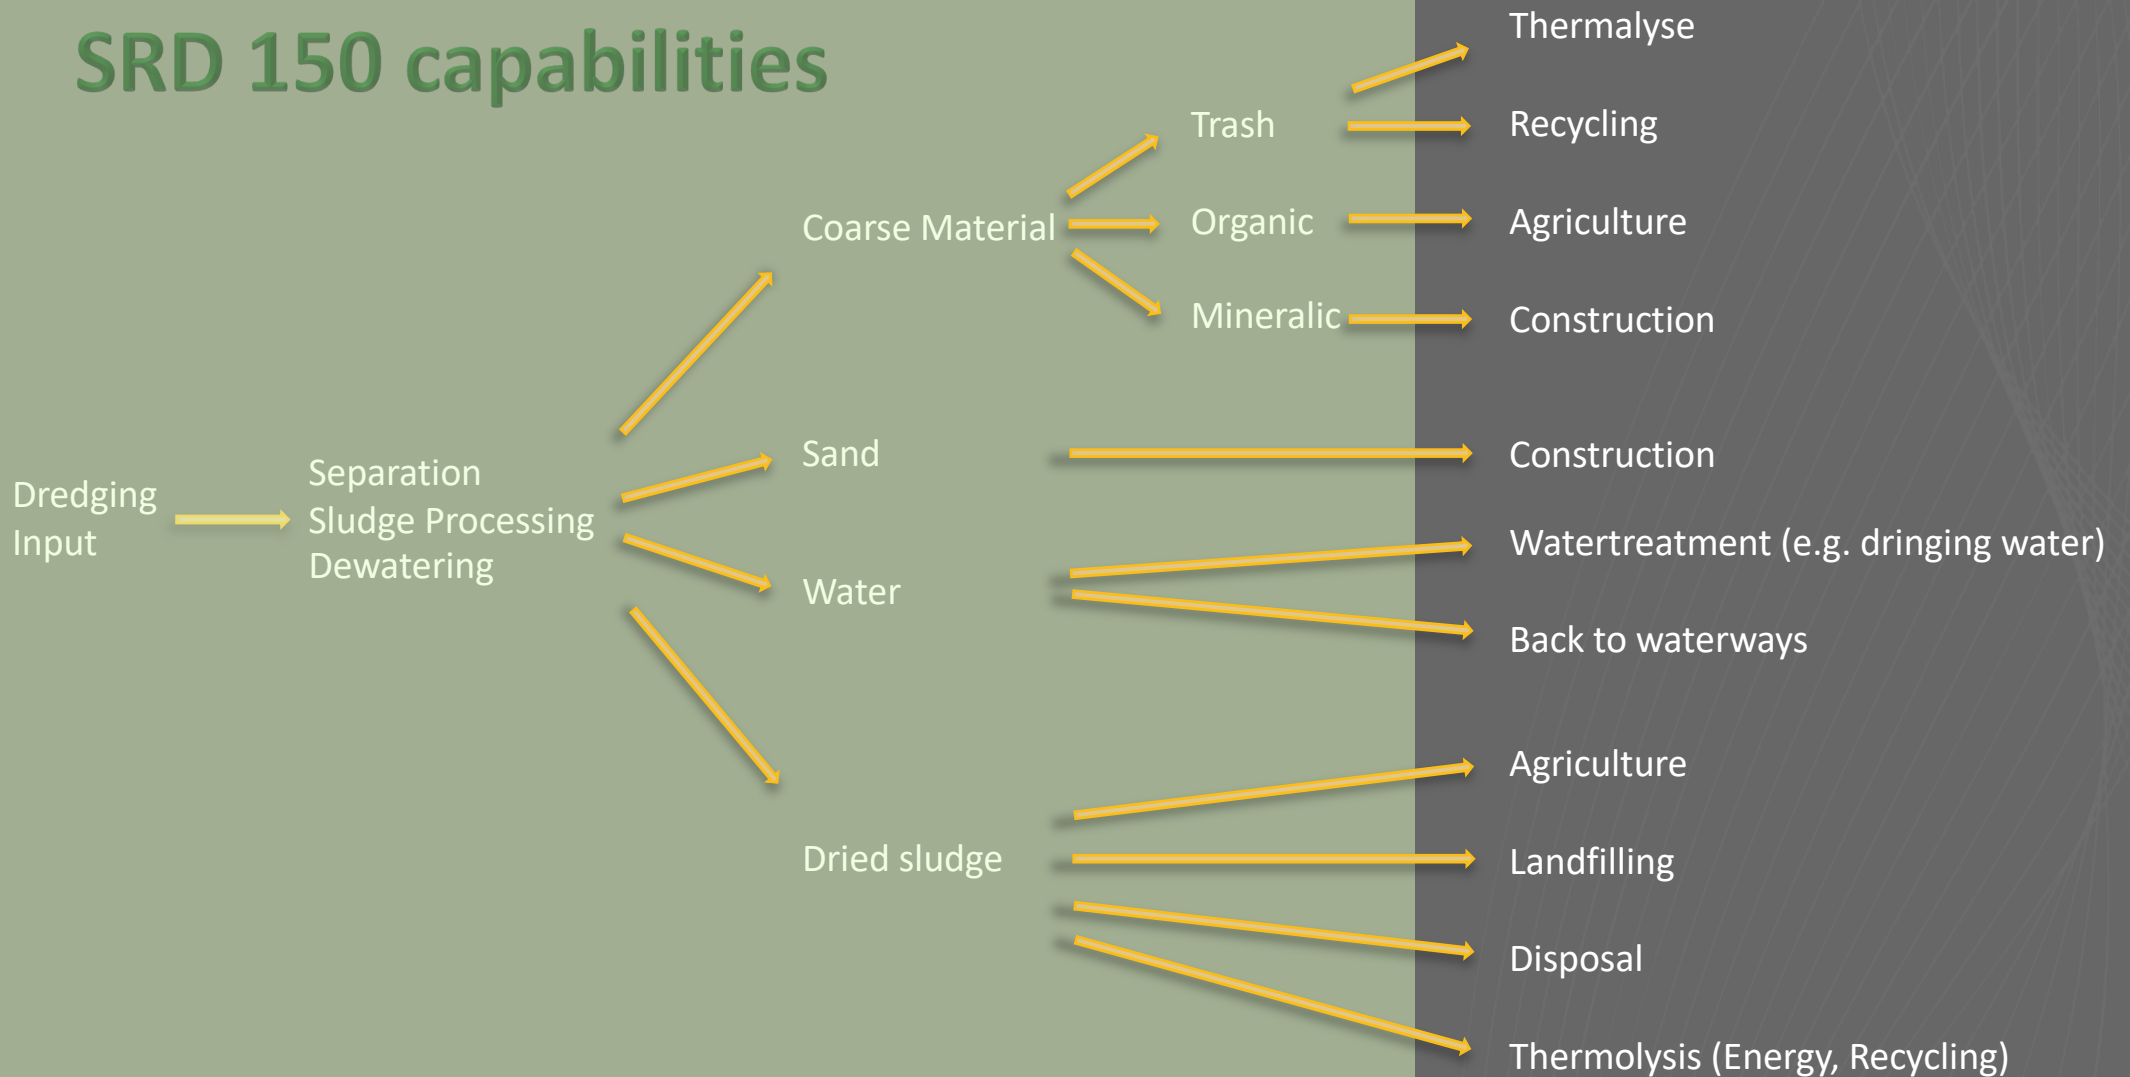 SRD 150 capabilities
Dredging
Input
Separation
Sludge Processing
Dewatering
Coarse Material
Sand
Water
Dried sludge
Trash
Organic
Mineralic
Thermalyse
Recycling
Agriculture
Construction
Construction
Watertreatment (e.g. dringing water)
Back to waterways
Agriculture
Landfilling
Disposal
Thermolysis (Energy, Recycling)